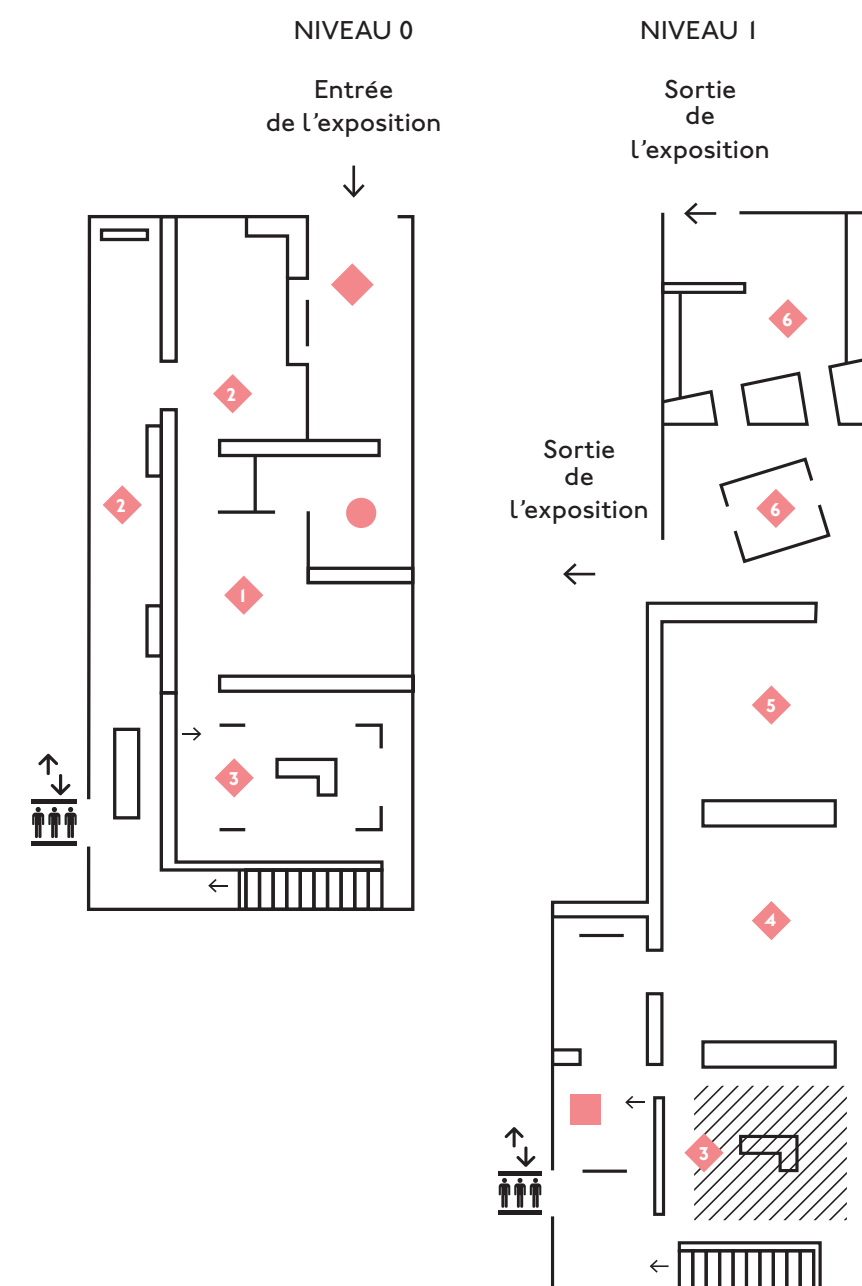 NIVEAU 0
NIVEAU 1
Entrée
de l’exposition
Sortie
de
l’exposition
6
2
Sortie
de
l’exposition
2
6
1
5
3
4
3